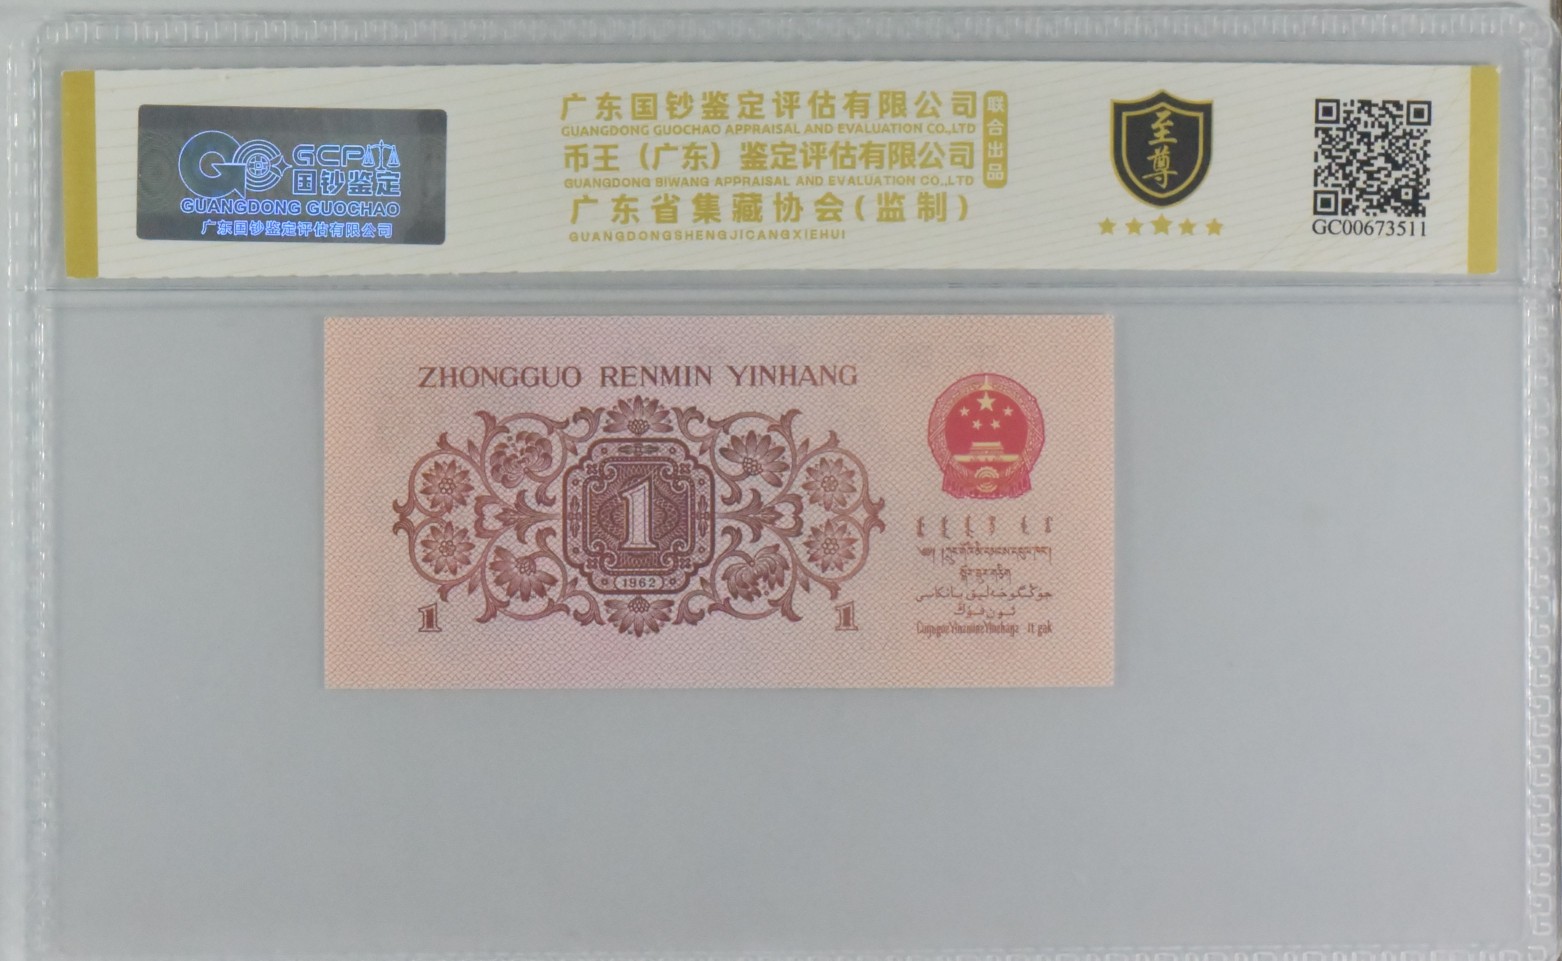 GCP
国钞鉴定
GUANGDONG GUOCHAO
广东国钞鉴定评估有限公司
广东国钞鉴定评估有限公司
GUANGDONG GUOCHAO APPRAISAL AND EVALUATION CO.,LTD
币王（广东）鉴定评估有限公司
GUANGDONG BIWANG APPRAISAL AND EVALUATION CO.,LTD
广东省集藏协会(监制)
GUANGDONGSHENGJICANGXIEHUI
联合出品
至尊
GC00673511
ZHONGGUO RENMIN YINHANG
1
1962
1
1
جۇڭگو خەلىق بانكاسى